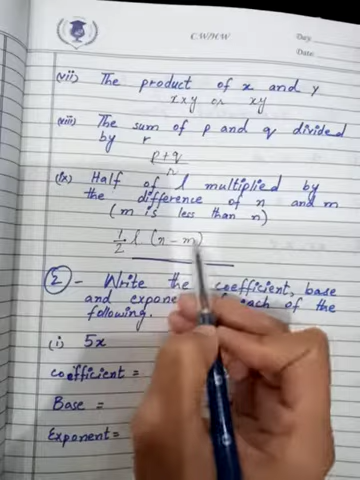 C.W/H.W
Day
Date
(vii) The product of x and y
x×y or xy
(viii) The sum of p and q divided
by r
p+q
r
(ix) Half of l multiplied by
the difference of n and m
(m is less than n)
1/2 l (n-m)
2 - Write the coefficient, base
and of each of the
following.
(i) 5x
Coefficient =
Base =
Exponent=